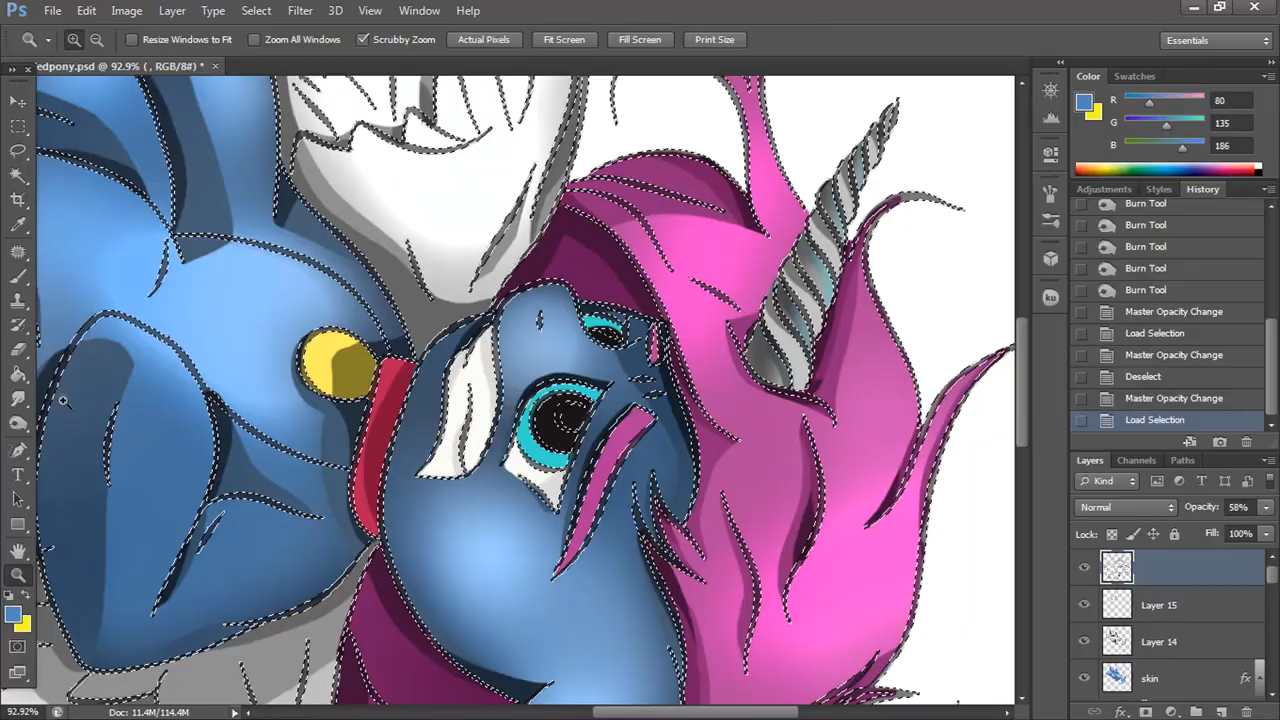 Ps File Edit Image Layer Type Select Filter 3D View Window Help
Resize Windows to Fit Zoom All Windows Scrubby Zoom Actual Pixels Fit Screen Fill Screen Print Size Essentials
edpony.psd @ 92.9% ( , RGB/8#) * ×
Color Swatches
R 80
G 135
B 186
Adjustments Styles History
Burn Tool
Burn Tool
Burn Tool
Burn Tool
Burn Tool
Master Opacity Change
Load Selection
Master Opacity Change
Deselect
Master Opacity Change
Load Selection
Layers Channels Paths
Kind
Normal Opacity: 58%
Lock: Fill: 100%
Layer 15
Layer 14
skin fx
92.92% Doc: 11.4M/114.4M
ku
T
fx